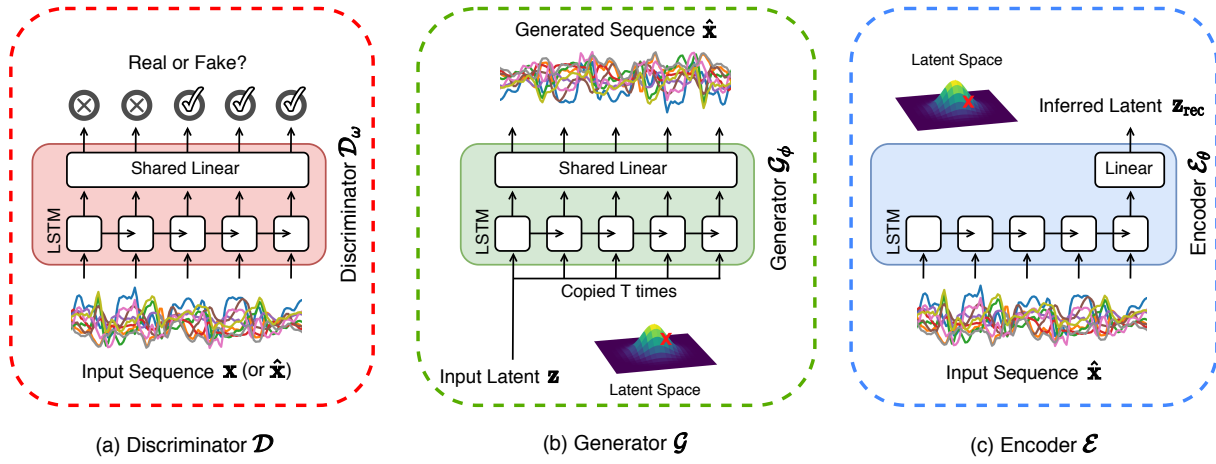 Real or Fake?
Shared Linear
LSTM
Discriminator 𝓓ω
Input Sequence x (or x̂)
(a) Discriminator 𝓓
Generated Sequence x̂
Shared Linear
LSTM
Generator 𝓖ϕ
Copied T times
Input Latent z
Latent Space
(b) Generator 𝓖
Latent Space
Inferred Latent z_rec
Linear
LSTM
Encoder 𝓔θ
Input Sequence x̂
(c) Encoder 𝓔